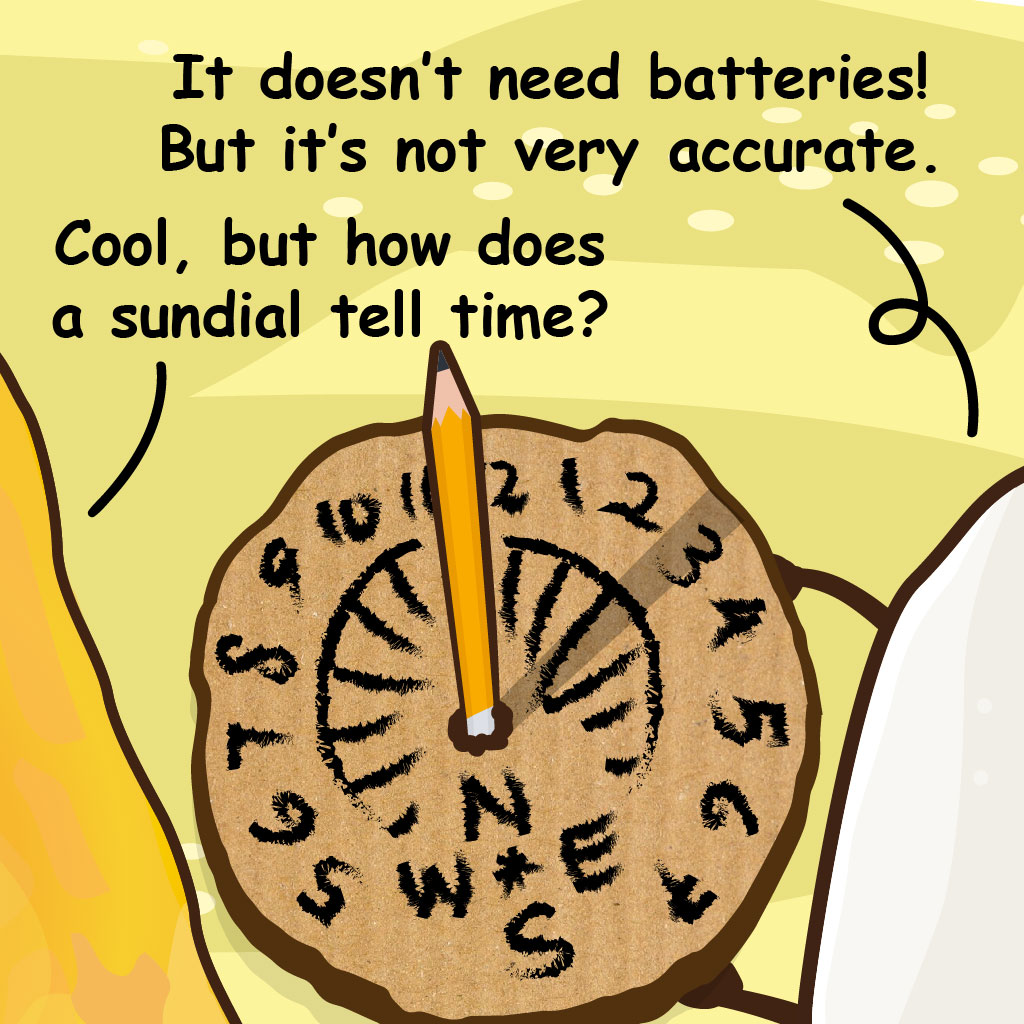 It doesn't need batteries!
But it's not very accurate.
Cool, but how does
a sundial tell time?
5
6
7
8
9
10
11
12
1
2
3
4
5
6
7
N
W * E
S